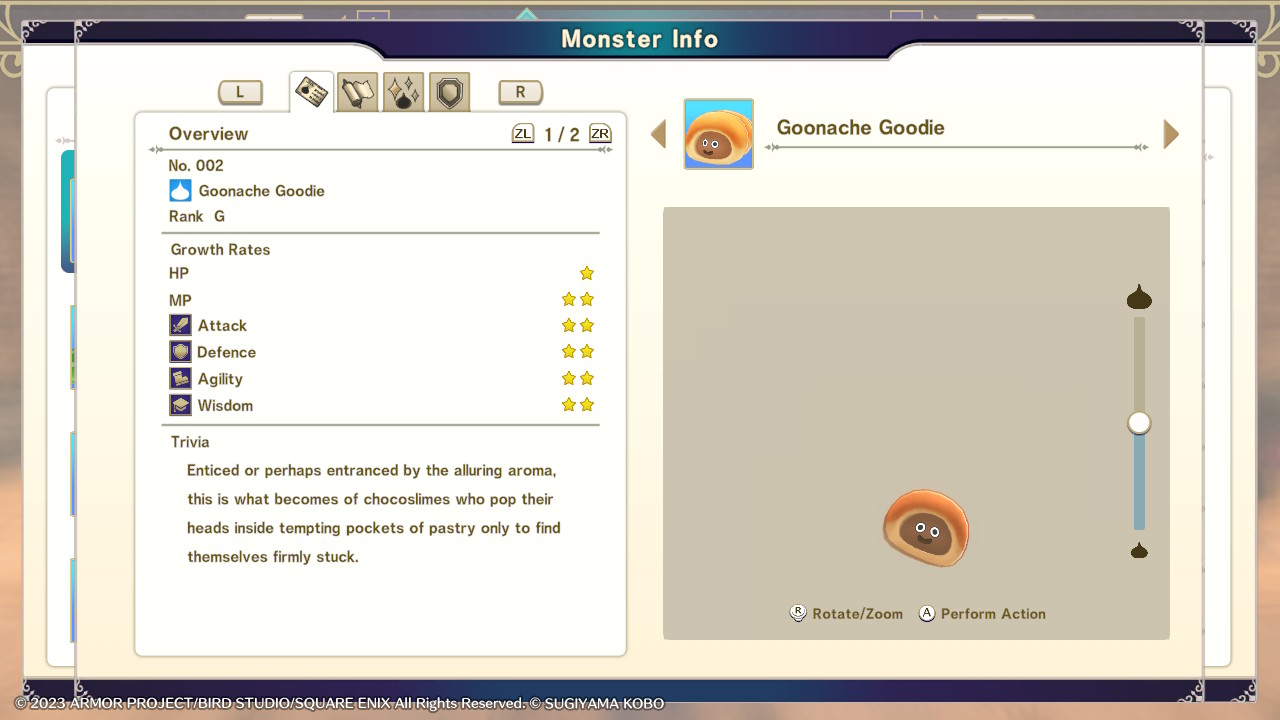 Monster Info
L
R
Overview
ZL 1 / 2 ZR
No. 002
Goonache Goodie
Rank G
Growth Rates
HP
MP
Attack
Defence
Agility
Wisdom
Trivia
Enticed or perhaps entranced by the alluring aroma,
this is what becomes of chocoslimes who pop their
heads inside tempting pockets of pastry only to find
themselves firmly stuck.
Goonache Goodie
R Rotate/Zoom A Perform Action
© 2023 ARMOR PROJECT/BIRD STUDIO/SQUARE ENIX All Rights Reserved. © SUGIYAMA KOBO